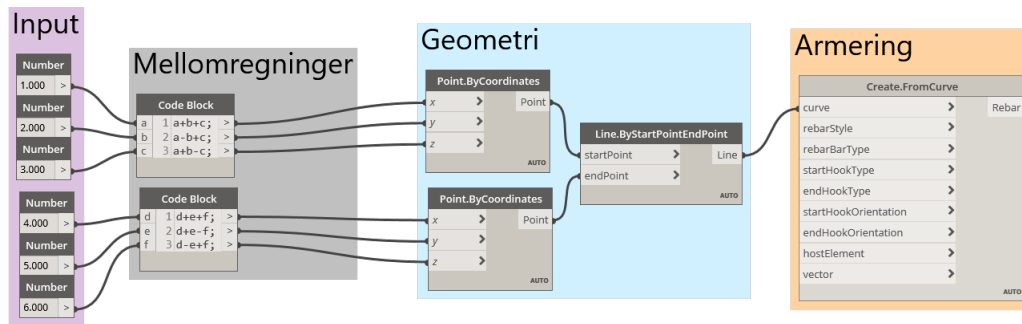 Input
Number
1.000 >
Number
2.000 >
Number
3.000 >
Number
4.000 >
Number
5.000 >
Number
6.000 >
Mellomregninger
Code Block
a 1 a+b+c; >
b 2 a-b+c; >
c 3 a+b-c; >
Code Block
d 1 d+e+f; >
e 2 d+e-f; >
f 3 d-e+f; >
Geometri
Point.ByCoordinates
x > Point
y >
z >
AUTO
Point.ByCoordinates
x > Point
y >
z >
AUTO
Line.ByStartPointEndPoint
startPoint > Line
endPoint >
AUTO
Armering
Create.FromCurve
curve > Rebar
rebarStyle >
rebarBarType >
startHookType >
endHookType >
startHookOrientation >
endHookOrientation >
hostElement >
vector >
AUTO